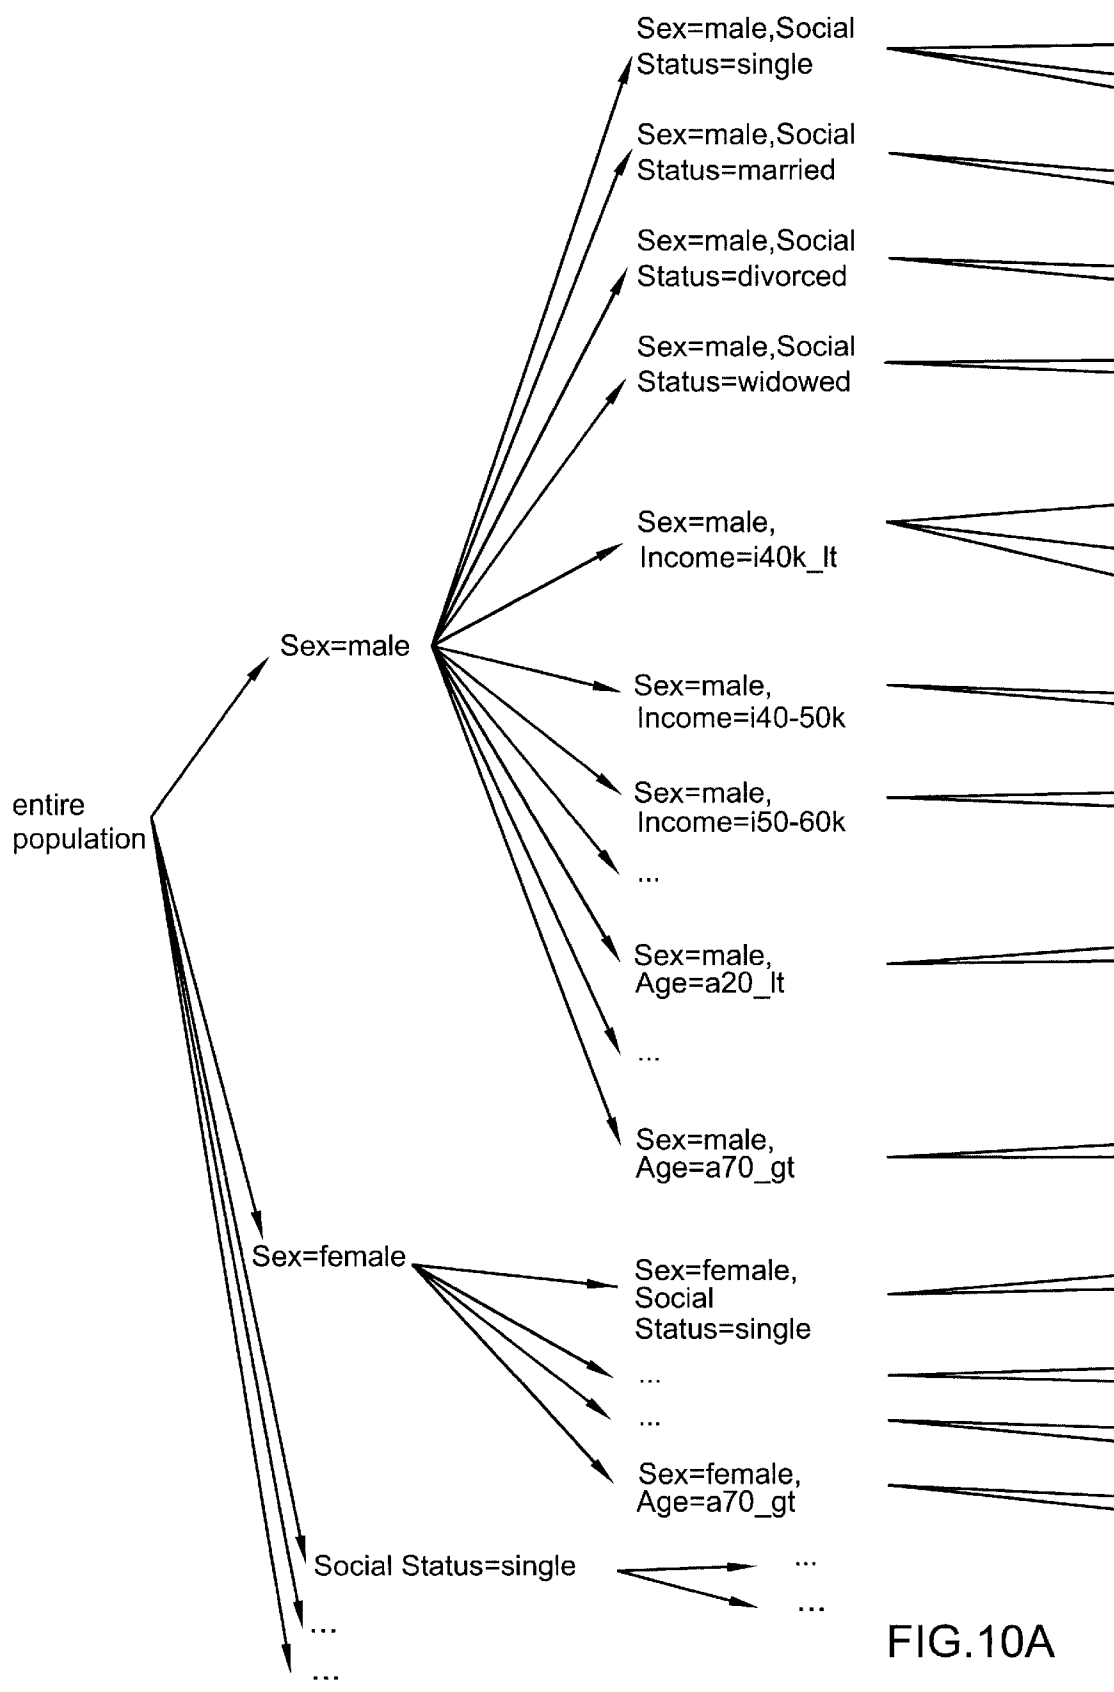 Sex=male,Social
Status=single
Sex=male,Social
Status=married
Sex=male,Social
Status=divorced
Sex=male,Social
Status=widowed
Sex=male,
Income=i40k_lt
Sex=male
Sex=male,
Income=i40-50k
Sex=male,
Income=i50-60k
entire
population
...
Sex=male,
Age=a20_lt
...
Sex=male,
Age=a70_gt
Sex=female
Sex=female,
Social
Status=single
...
...
Sex=female,
Age=a70_gt
Social Status=single
...
...
...
...
FIG.10A